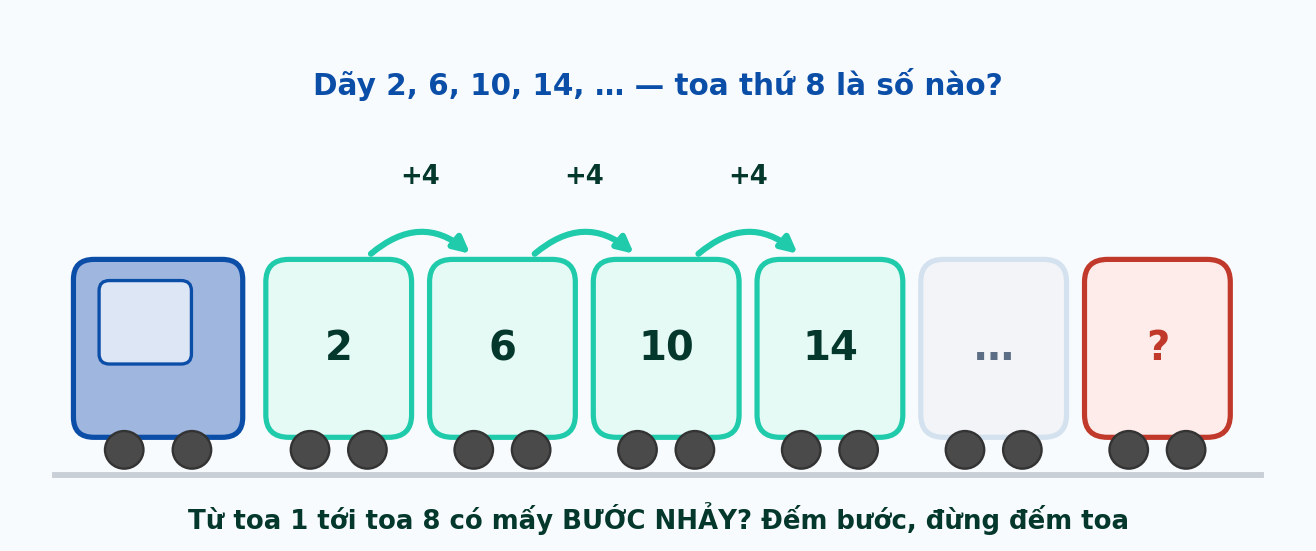 Dãy 2, 6, 10, 14, … — toa thứ 8 là số nào?
+4 +4 +4
2 6 10 14 … ?
Từ toa 1 tới toa 8 có mấy BƯỚC NHẢY? Đếm bước, đừng đếm toa